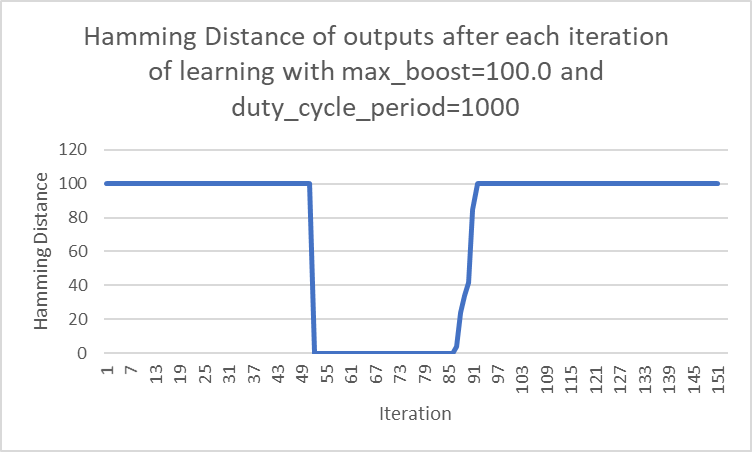 Hamming Distance of outputs after each iteration
of learning with max_boost=100.0 and
duty_cycle_period=1000
120
100
80
60
40
20
0
Hamming Distance
1 7 13 19 25 31 37 43 49 55 61 67 73 79 85 91 97 103 109 115 121 127 133 139 145 151
Iteration